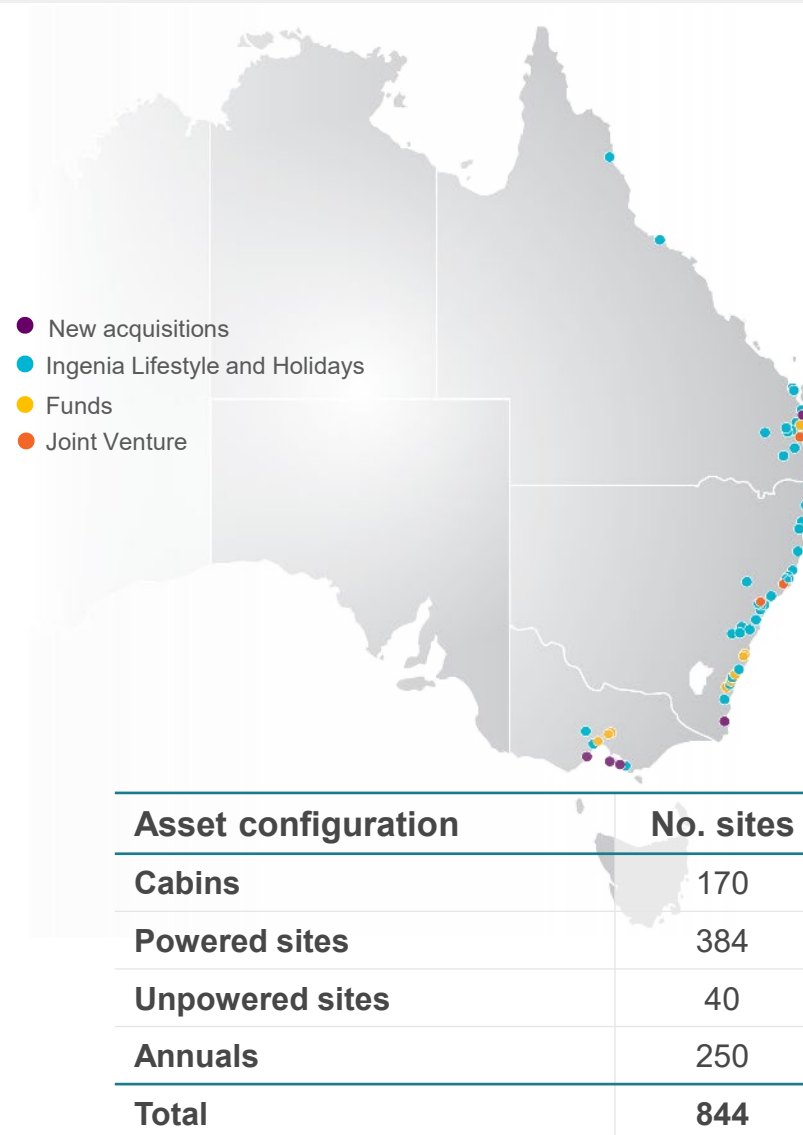 New acquisitions
Ingenia Lifestyle and Holidays
Funds
Joint Venture
Asset configuration No. sites
Cabins 170
Powered sites 384
Unpowered sites 40
Annuals 250
Total 844